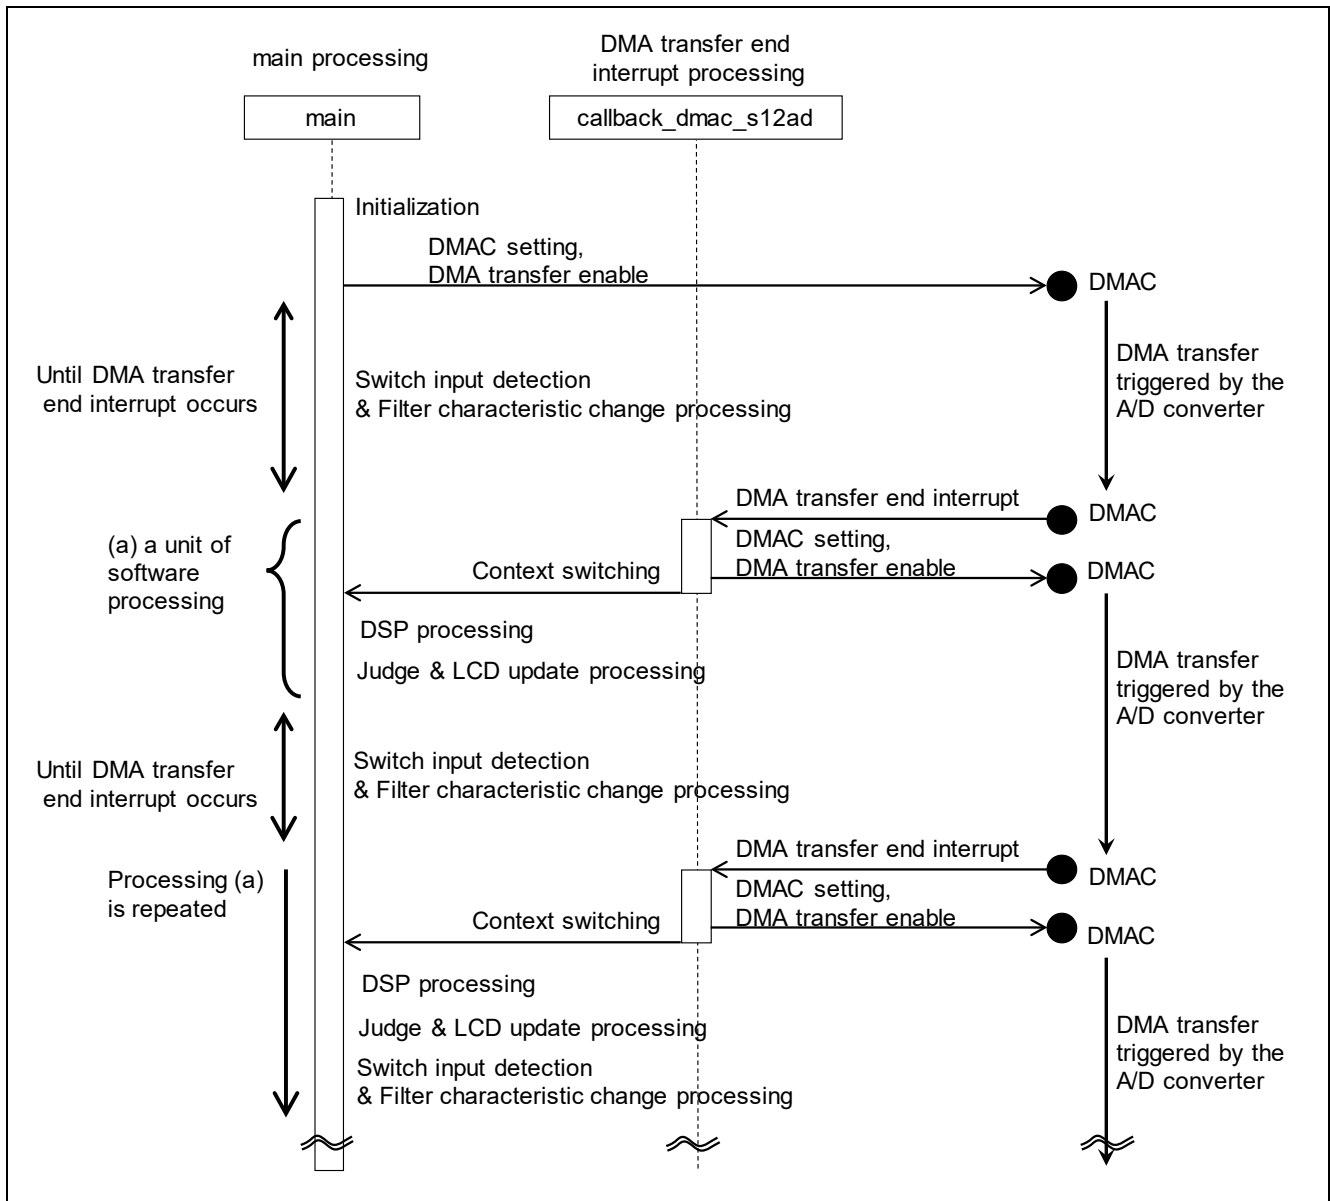 main processing
DMA transfer end
interrupt processing
main
callback_dmac_s12ad
Initialization
DMAC setting,
DMA transfer enable
DMAC
Until DMA transfer
end interrupt occurs
Switch input detection
& Filter characteristic change processing
DMA transfer
triggered by the
A/D converter
DMA transfer end interrupt
DMAC
(a) a unit of
software
processing
DMAC setting,
DMA transfer enable
DMAC
Context switching
DSP processing
Judge & LCD update processing
DMA transfer
triggered by the
A/D converter
Until DMA transfer
end interrupt occurs
Switch input detection
& Filter characteristic change processing
DMA transfer end interrupt
DMAC
Processing (a)
is repeated
DMAC setting,
DMA transfer enable
DMAC
Context switching
DSP processing
Judge & LCD update processing
Switch input detection
& Filter characteristic change processing
DMA transfer
triggered by the
A/D converter